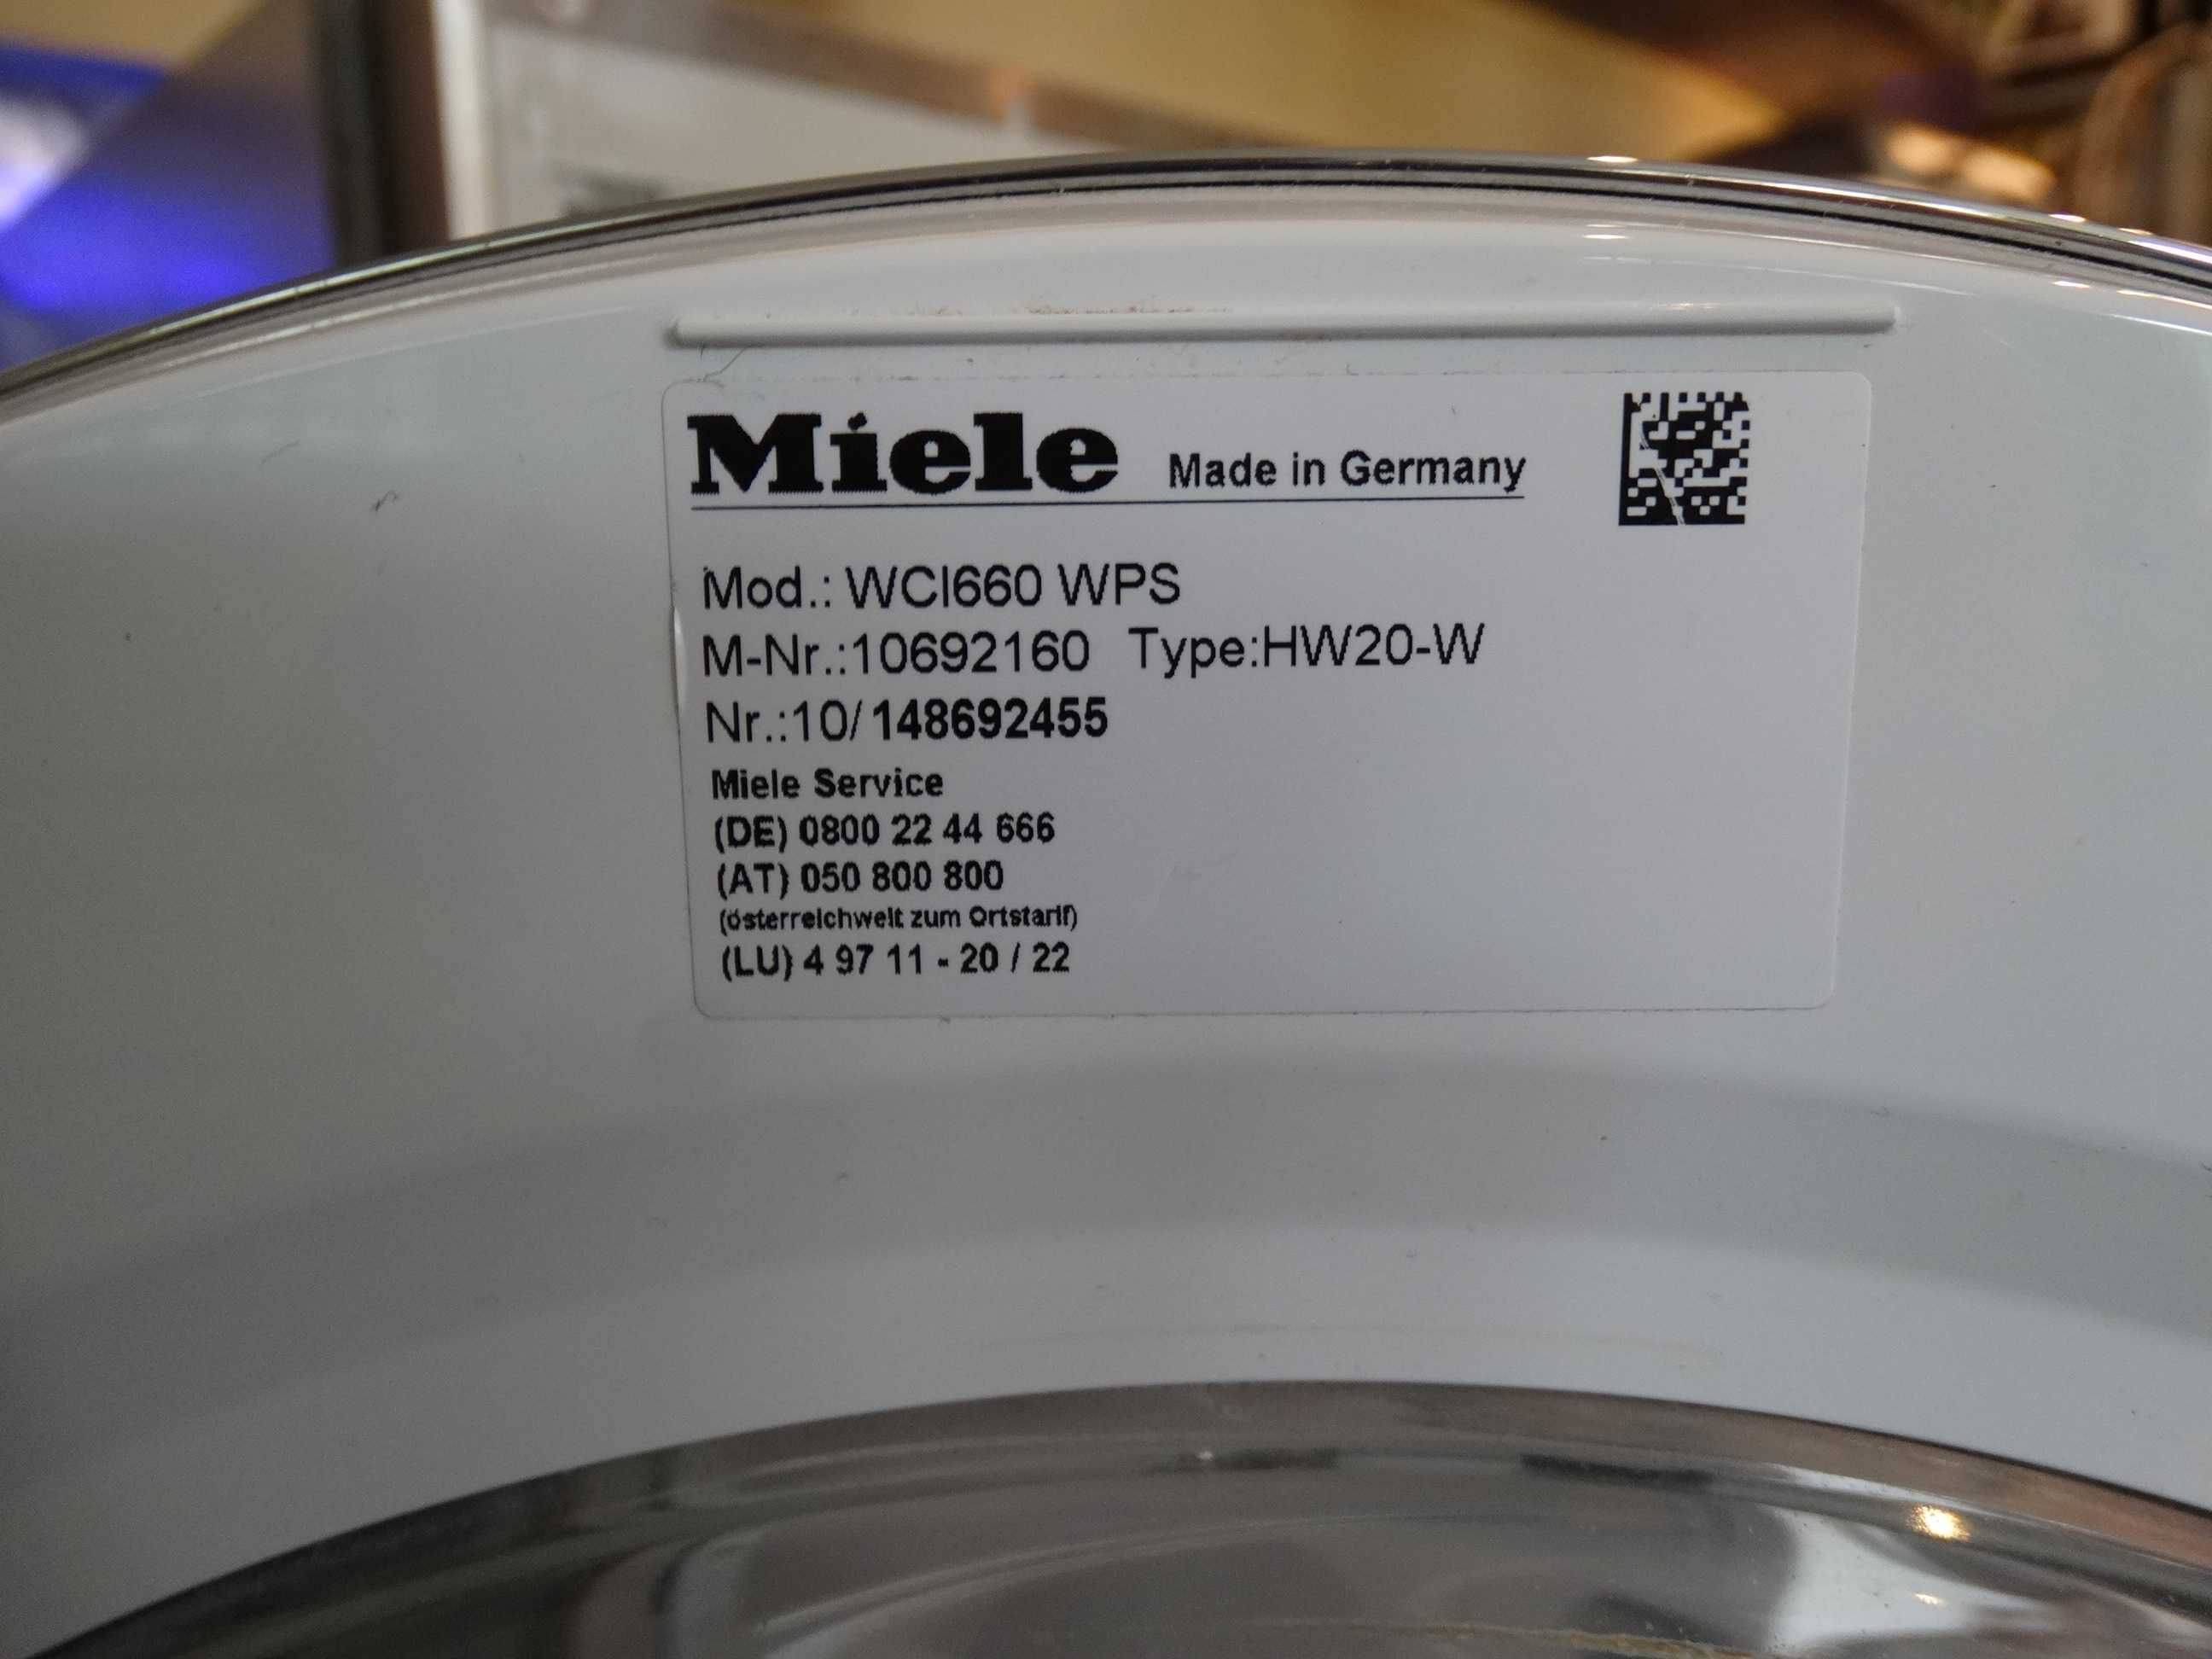 Miele Made in Germany
Mod.: WCI660 WPS
M-Nr.:10692160 Type:HW20-W
Nr.:10/148692455
Miele Service
(DE) 0800 22 44 666
(AT) 050 800 800
(österreichweit zum Ortstarif)
(LU) 4 97 11 - 20 / 22